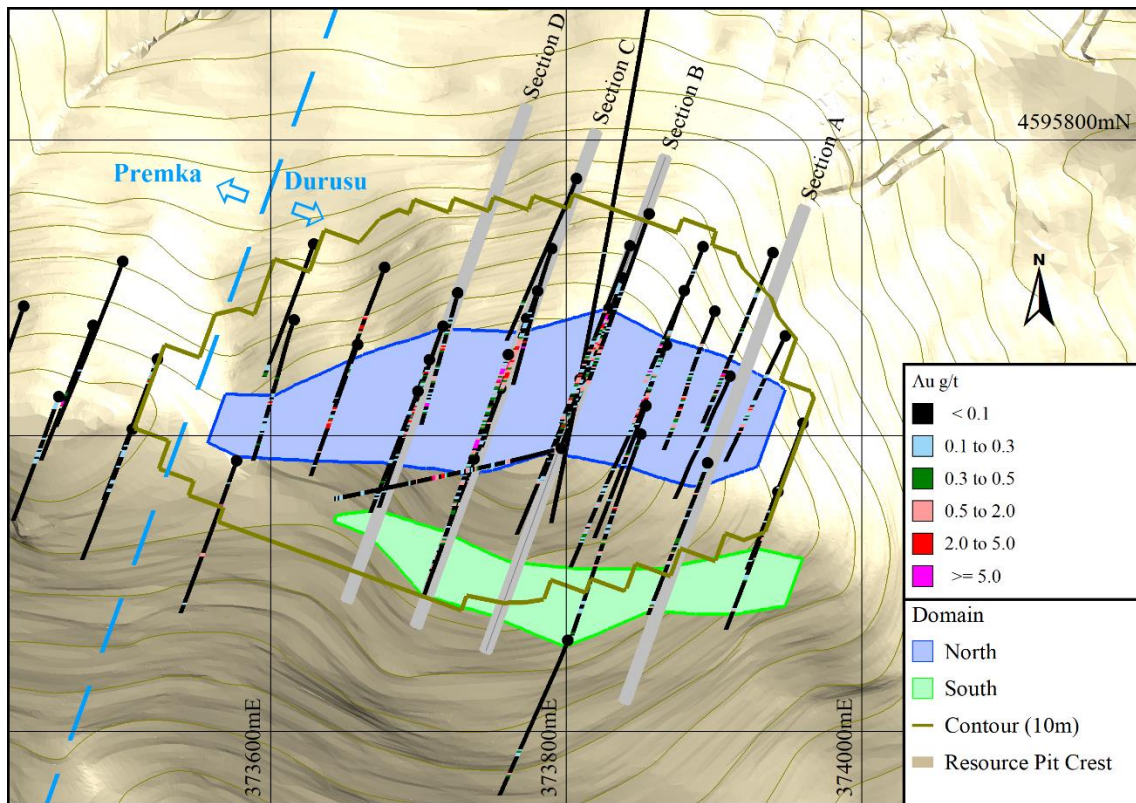 Section D
Section C
Section B
Section A
4595800mN
Premka
Durusu
N
Au g/t
< 0.1
0.1 to 0.3
0.3 to 0.5
0.5 to 2.0
2.0 to 5.0
>= 5.0
Domain
North
South
Contour (10m)
Resource Pit Crest
373600mE
373800mE
374000mE